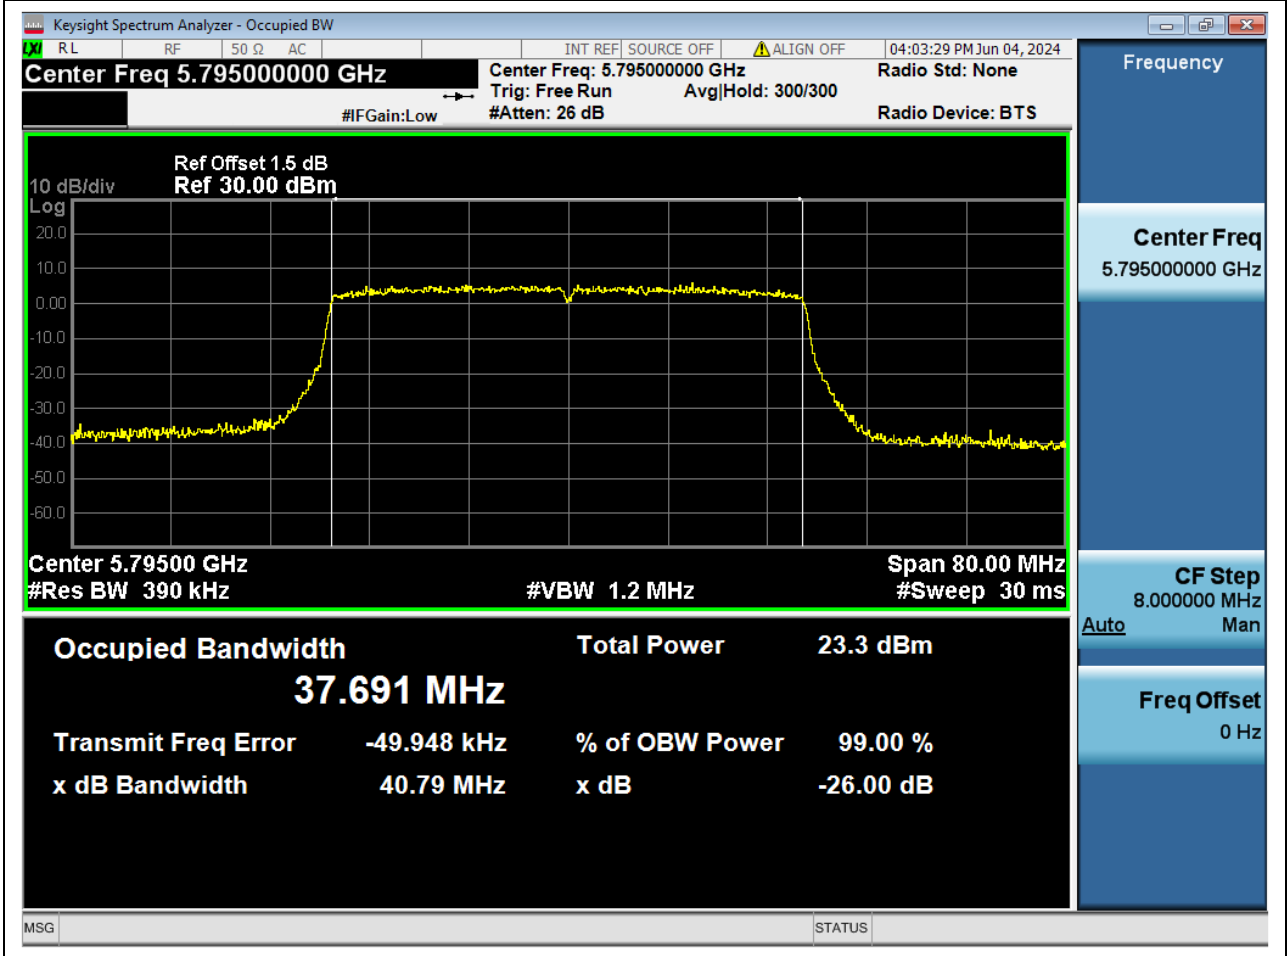 Keysight Spectrum Analyzer - Occupied BW
LXI RL RF 50 Ω AC INT REF SOURCE OFF ALIGN OFF 04:03:29 PM Jun 04, 2024
Center Freq 5.795000000 GHz
Center Freq: 5.795000000 GHz
Radio Std: None
Trig: Free Run Avg|Hold: 300/300
#IFGain:Low
#Atten: 26 dB
Radio Device: BTS
Ref Offset 1.5 dB
10 dB/div Ref 30.00 dBm
Log
20.0
10.0
0.00
-10.0
-20.0
-30.0
-40.0
-50.0
-60.0
Center 5.79500 GHz Span 80.00 MHz
#Res BW 390 kHz #VBW 1.2 MHz #Sweep 30 ms
Occupied Bandwidth Total Power 23.3 dBm
37.691 MHz
Transmit Freq Error -49.948 kHz % of OBW Power 99.00 %
x dB Bandwidth 40.79 MHz x dB -26.00 dB
MSG STATUS
Frequency
Center Freq
5.795000000 GHz
CF Step
8.000000 MHz
Auto Man
Freq Offset
0 Hz